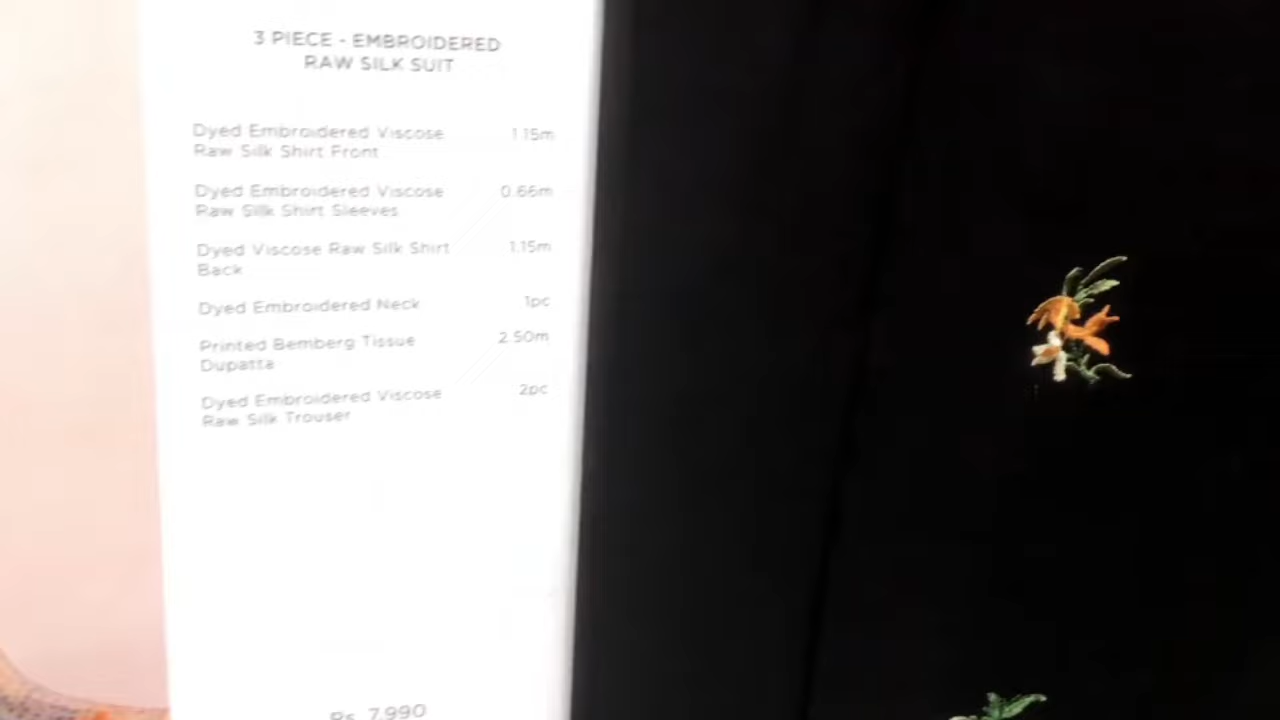 3 PIECE - EMBROIDERED
RAW SILK SUIT
Dyed Embroidered Viscose 1.15m
Raw Silk Shirt Front
Dyed Embroidered Viscose 0.66m
Raw Silk Shirt Sleeves
Dyed Viscose Raw Silk Shirt 1.15m
Back
Dyed Embroidered Neck 1pc
Printed Bemberg Tissue 2.50m
Dupatta
Dyed Embroidered Viscose 2pc
Raw Silk Trouser
Rs. 7,990